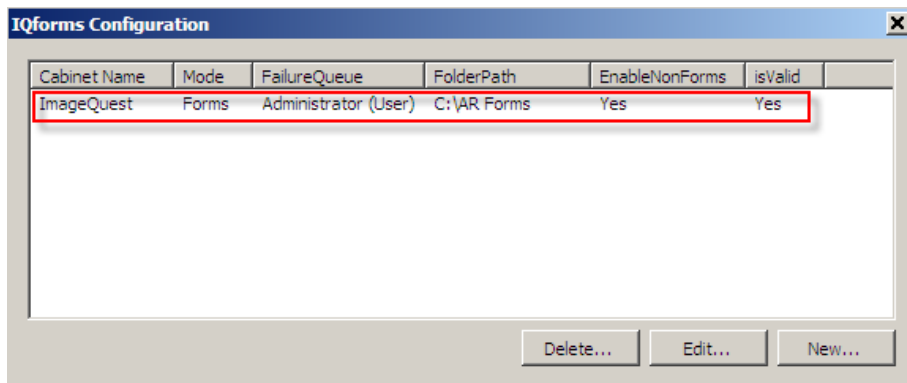 IQforms Configuration
Cabinet Name Mode FailureQueue FolderPath EnableNonForms isValid
ImageQuest Forms Administrator (User) C:\AR Forms Yes Yes
Delete... Edit... New...